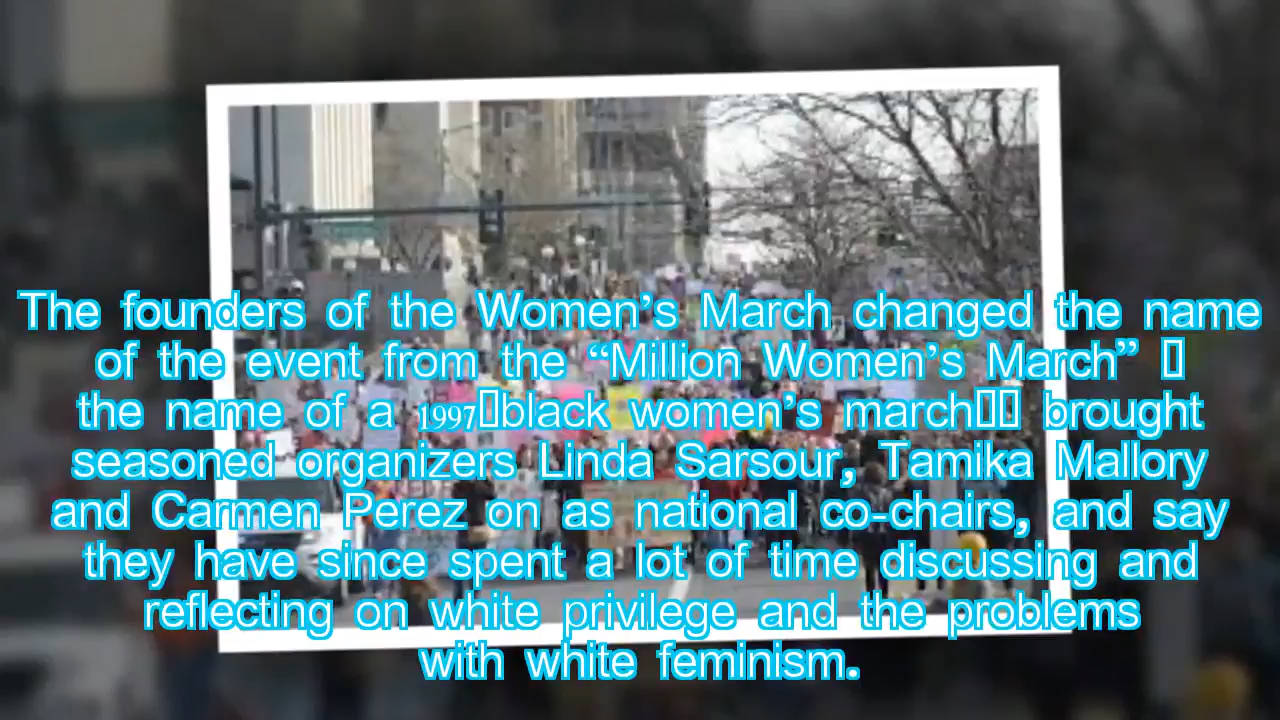 The founders of the Women’s March changed the name
of the event from the “Million Women’s March” 
the name of a 1997 black women’s march brought
seasoned organizers Linda Sarsour, Tamika Mallory
and Carmen Perez on as national co-chairs, and say
they have since spent a lot of time discussing and
reflecting on white privilege and the problems
with white feminism.